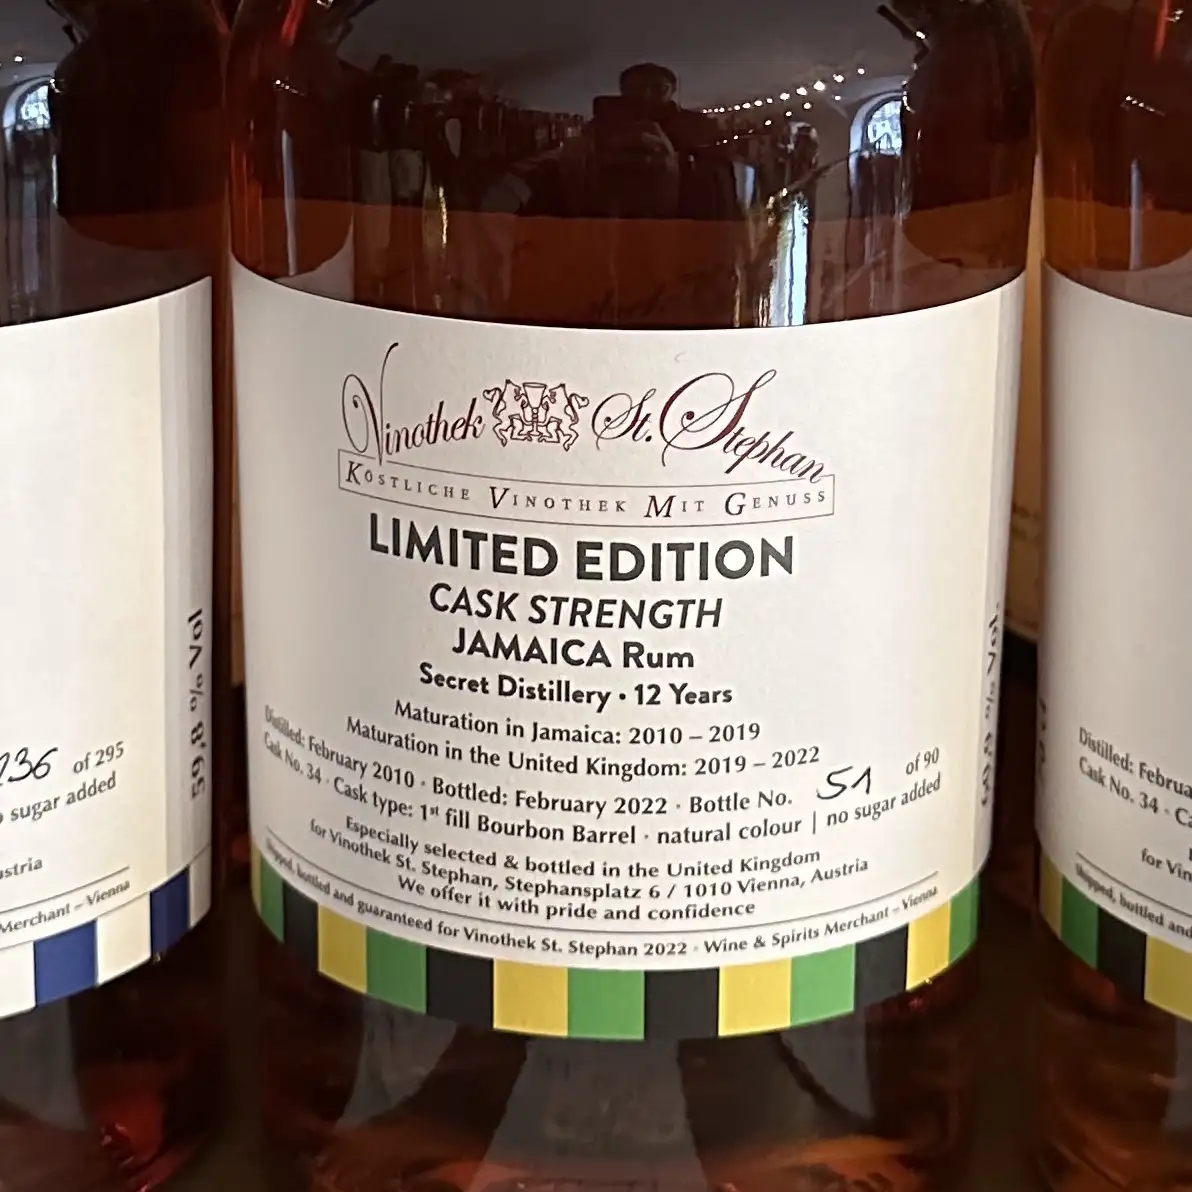 Vinothek St. Stephan
KÖSTLICHE VINOTHEK MIT GENUSS
LIMITED EDITION
CASK STRENGTH
JAMAICA Rum
Secret Distillery · 12 Years
Maturation in Jamaica: 2010 – 2019
Maturation in the United Kingdom: 2019 – 2022
Distilled: February 2010 · Bottled: February 2022 · Bottle No. 51 of 90
Cask No. 34 · Cask type: 1st fill Bourbon Barrel · natural colour | no sugar added
Especially selected & bottled in the United Kingdom
for Vinothek St. Stephan, Stephansplatz 6 / 1010 Vienna, Austria
We offer it with pride and confidence
Shipped, bottled and guaranteed for Vinothek St. Stephan 2022 · Wine & Spirits Merchant – Vienna
% Vol.
59,8 % Vol
236 of 295
sugar added
Merchant – Vienna
Distilled:
Cask No. 34
for
Shipped, bottled and